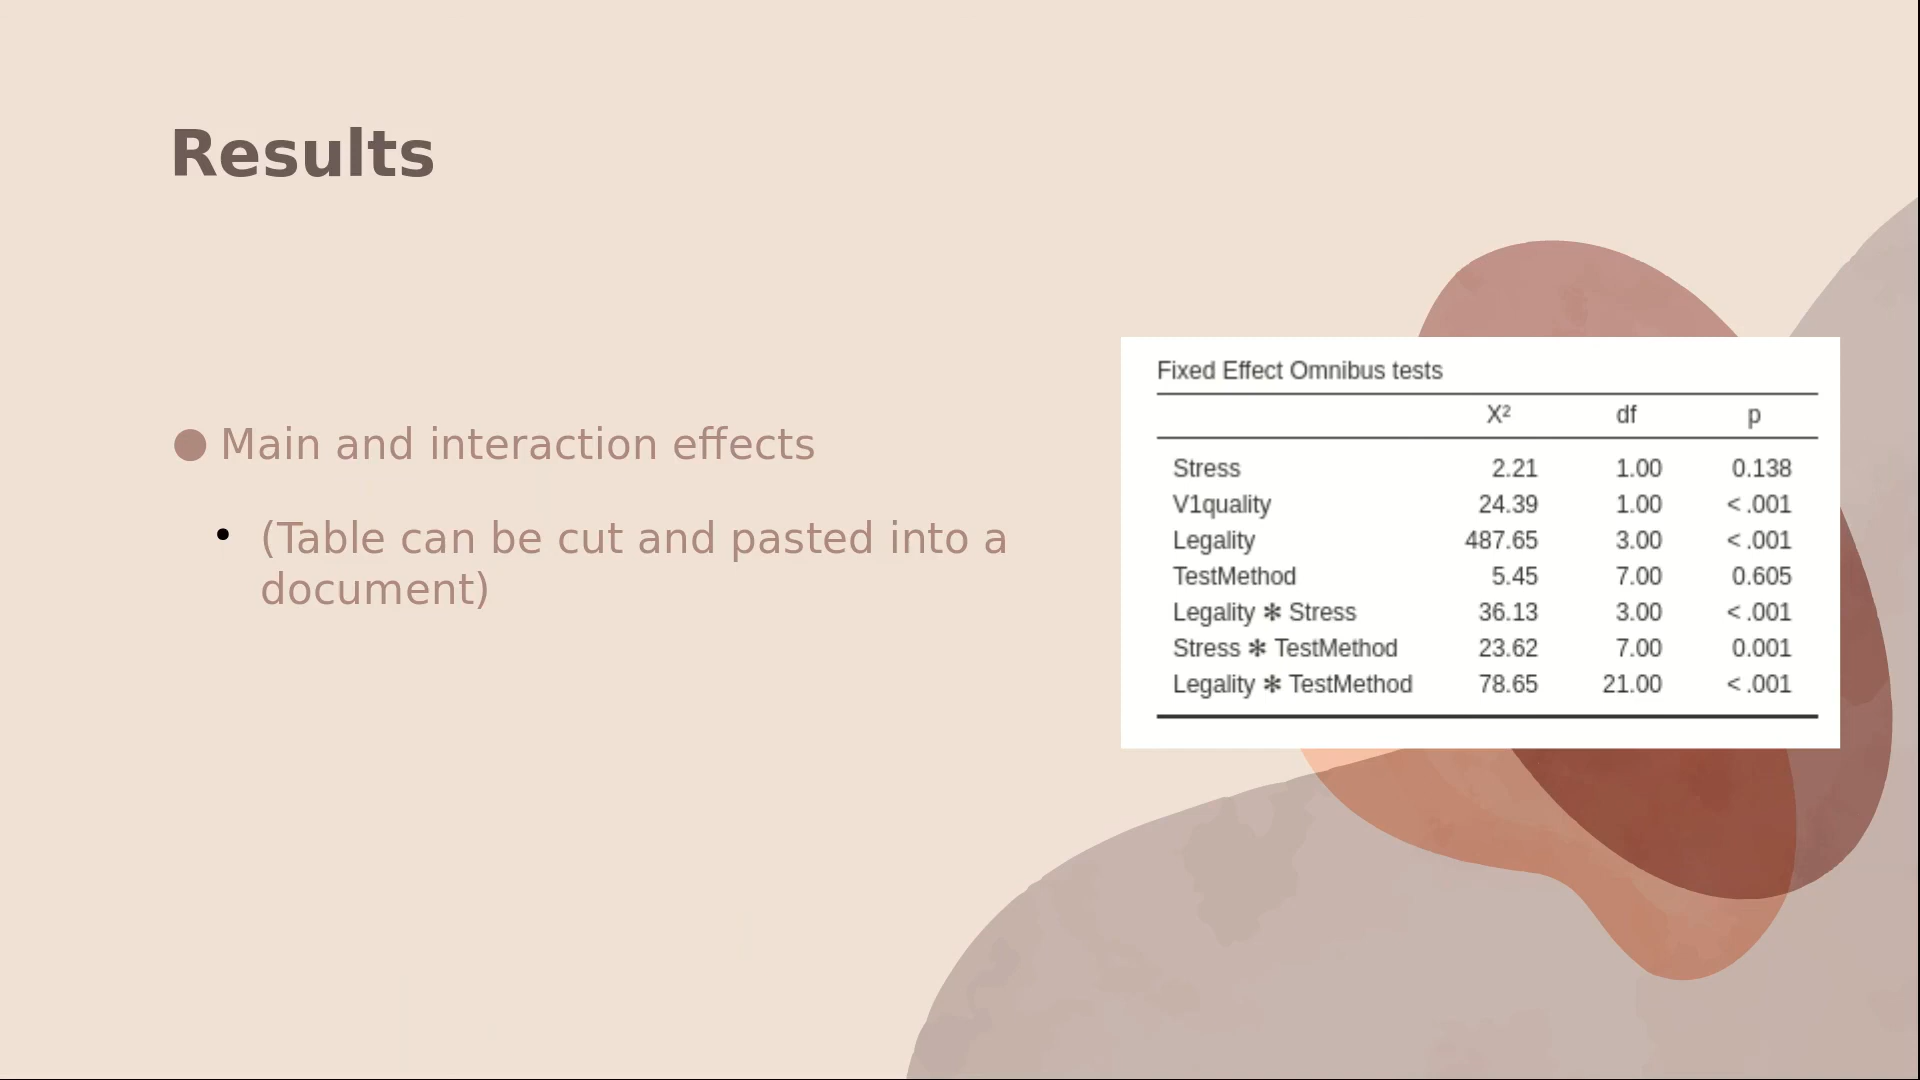 Results
● Main and interaction effects
• (Table can be cut and pasted into a
document)
Fixed Effect Omnibus tests
X² df p
Stress 2.21 1.00 0.138
V1quality 24.39 1.00 < .001
Legality 487.65 3.00 < .001
TestMethod 5.45 7.00 0.605
Legality ✻ Stress 36.13 3.00 < .001
Stress ✻ TestMethod 23.62 7.00 0.001
Legality ✻ TestMethod 78.65 21.00 < .001